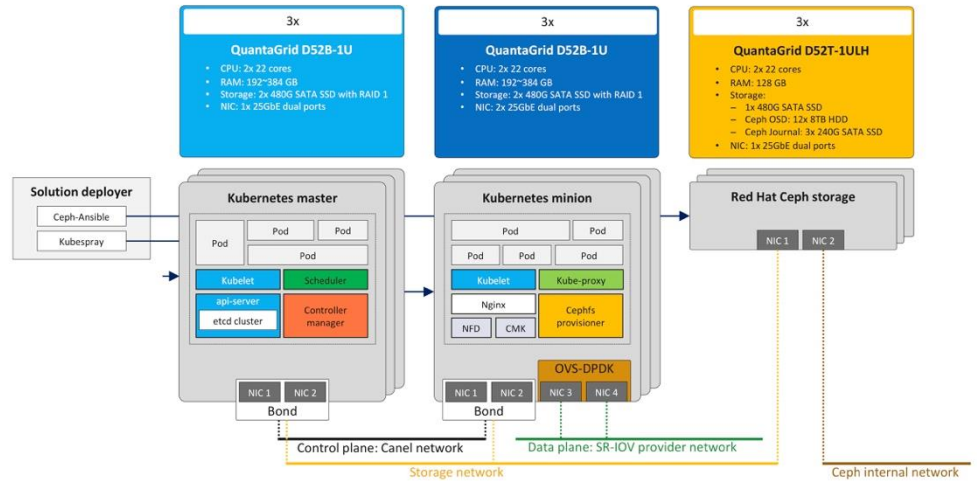 3x
QuantaGrid D52B-1U
• CPU: 2x 22 cores
• RAM: 192~384 GB
• Storage: 2x 480G SATA SSD with RAID 1
• NIC: 1x 25GbE dual ports
3x
QuantaGrid D52B-1U
• CPU: 2x 22 cores
• RAM: 192~384 GB
• Storage: 2x 480G SATA SSD with RAID 1
• NIC: 2x 25GbE dual ports
3x
QuantaGrid D52T-1ULH
• CPU: 2x 22 cores
• RAM: 128 GB
• Storage:
– 1x 480G SATA SSD
– Ceph OSD: 12x 8TB HDD
– Ceph Journal: 3x 240G SATA SSD
• NIC: 1x 25GbE dual ports
Solution deployer
Ceph-Ansible
Kubespray
Kubernetes master
Pod
Pod
Pod
Pod
Kubelet
Scheduler
api-server
etcd cluster
Controller
manager
NIC 1
NIC 2
Bond
Kubernetes minion
Pod
Pod
Pod
Pod
Pod
Kubelet
Kube-proxy
Nginx
NFD
CMK
Cephfs
provisioner
OVS-DPDK
NIC 1
NIC 2
NIC 3
NIC 4
Bond
Red Hat Ceph storage
NIC 1
NIC 2
Control plane: Canel network
Data plane: SR-IOV provider network
Storage network
Ceph internal network